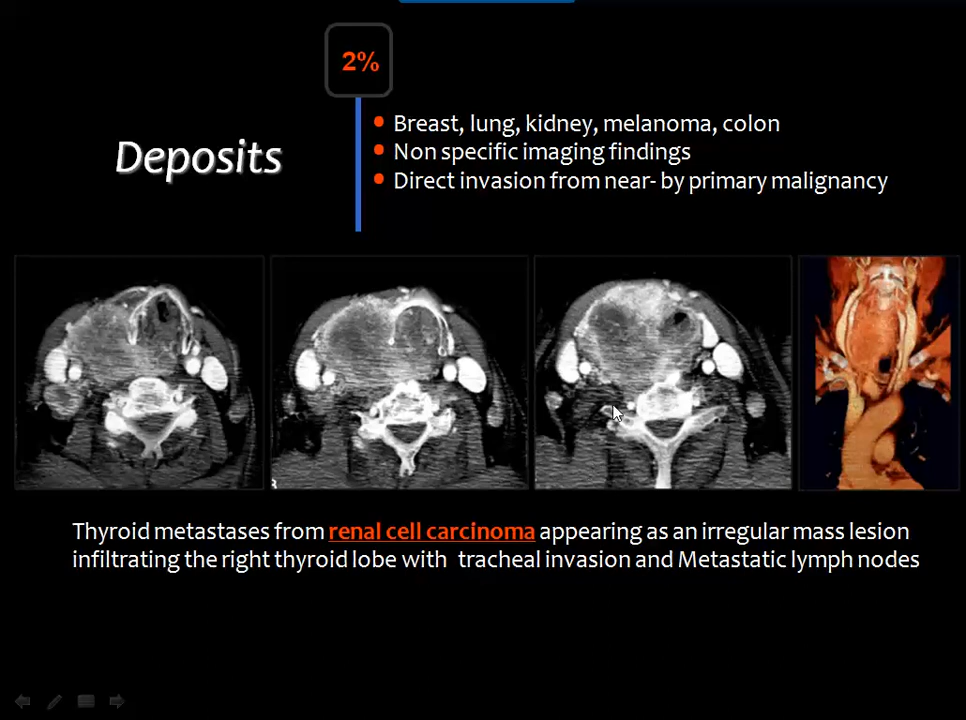 2%
Deposits
Breast, lung, kidney, melanoma, colon
Non specific imaging findings
Direct invasion from near- by primary malignancy
Thyroid metastases from renal cell carcinoma appearing as an irregular mass lesion
infiltrating the right thyroid lobe with tracheal invasion and Metastatic lymph nodes